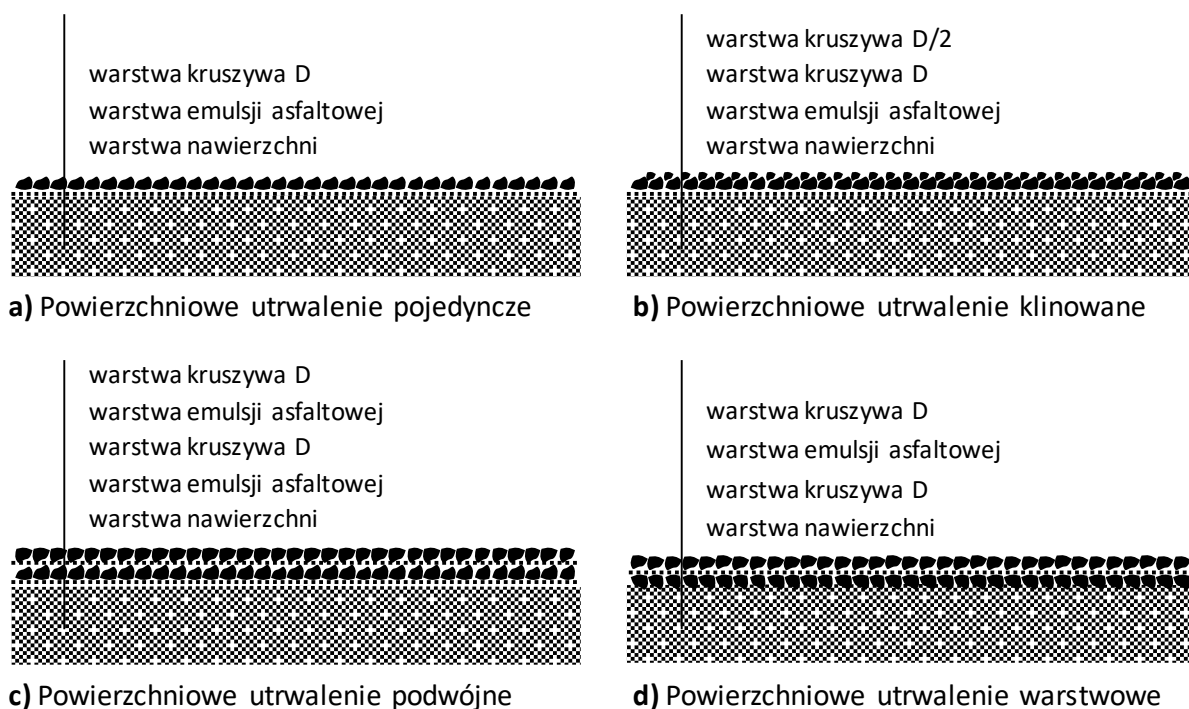 warstwa kruszywa D
warstwa emulsji asfaltowej
warstwa nawierzchni
a) Powierzchniowe utrwalenie pojedyncze
warstwa kruszywa D/2
warstwa kruszywa D
warstwa emulsji asfaltowej
warstwa nawierzchni
b) Powierzchniowe utrwalenie klinowane
warstwa kruszywa D
warstwa emulsji asfaltowej
warstwa kruszywa D
warstwa emulsji asfaltowej
warstwa nawierzchni
c) Powierzchniowe utrwalenie podwójne
warstwa kruszywa D
warstwa emulsji asfaltowej
warstwa kruszywa D
warstwa nawierzchni
d) Powierzchniowe utrwalenie warstwowe